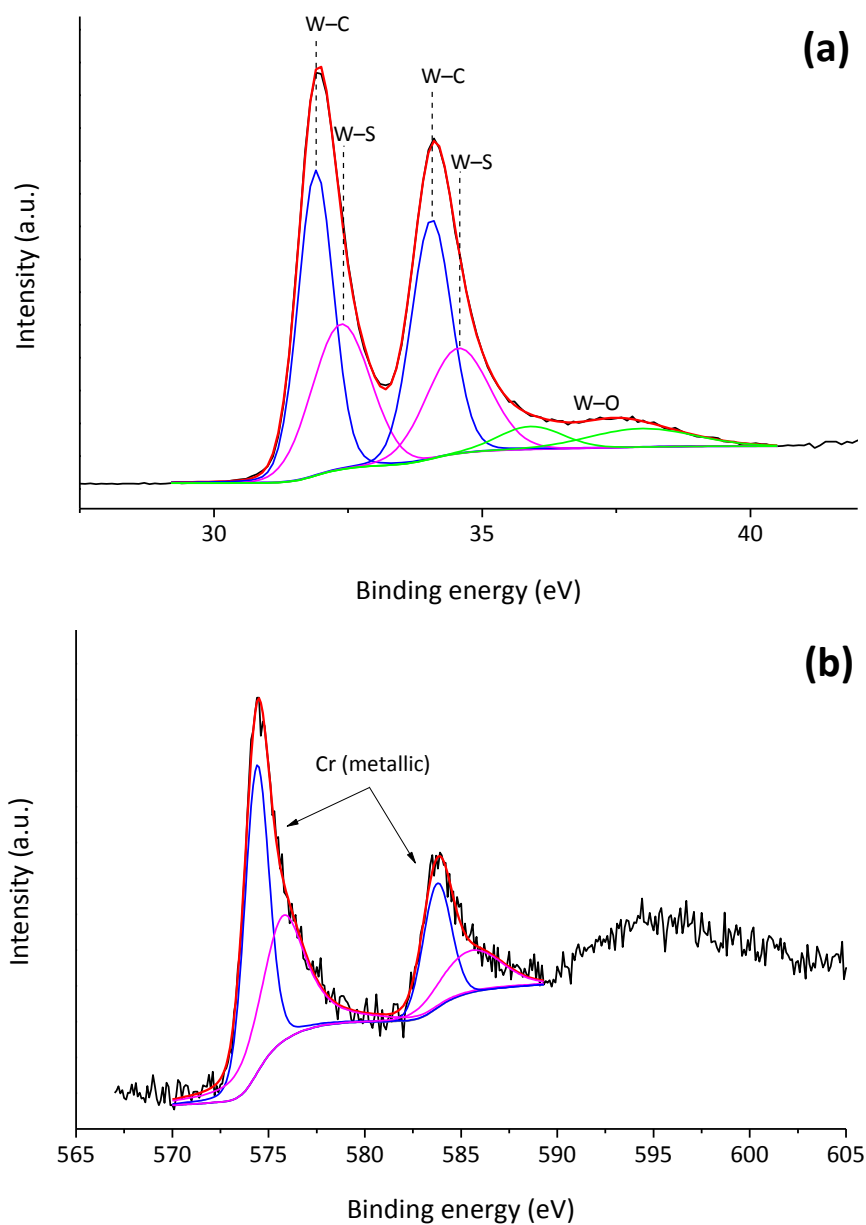 (a)
W–C
W–C
W–S
W–S
W–O
Intensity (a.u.)
30 35 40
Binding energy (eV)
(b)
Cr (metallic)
Intensity (a.u.)
565 570 575 580 585 590 595 600 605
Binding energy (eV)